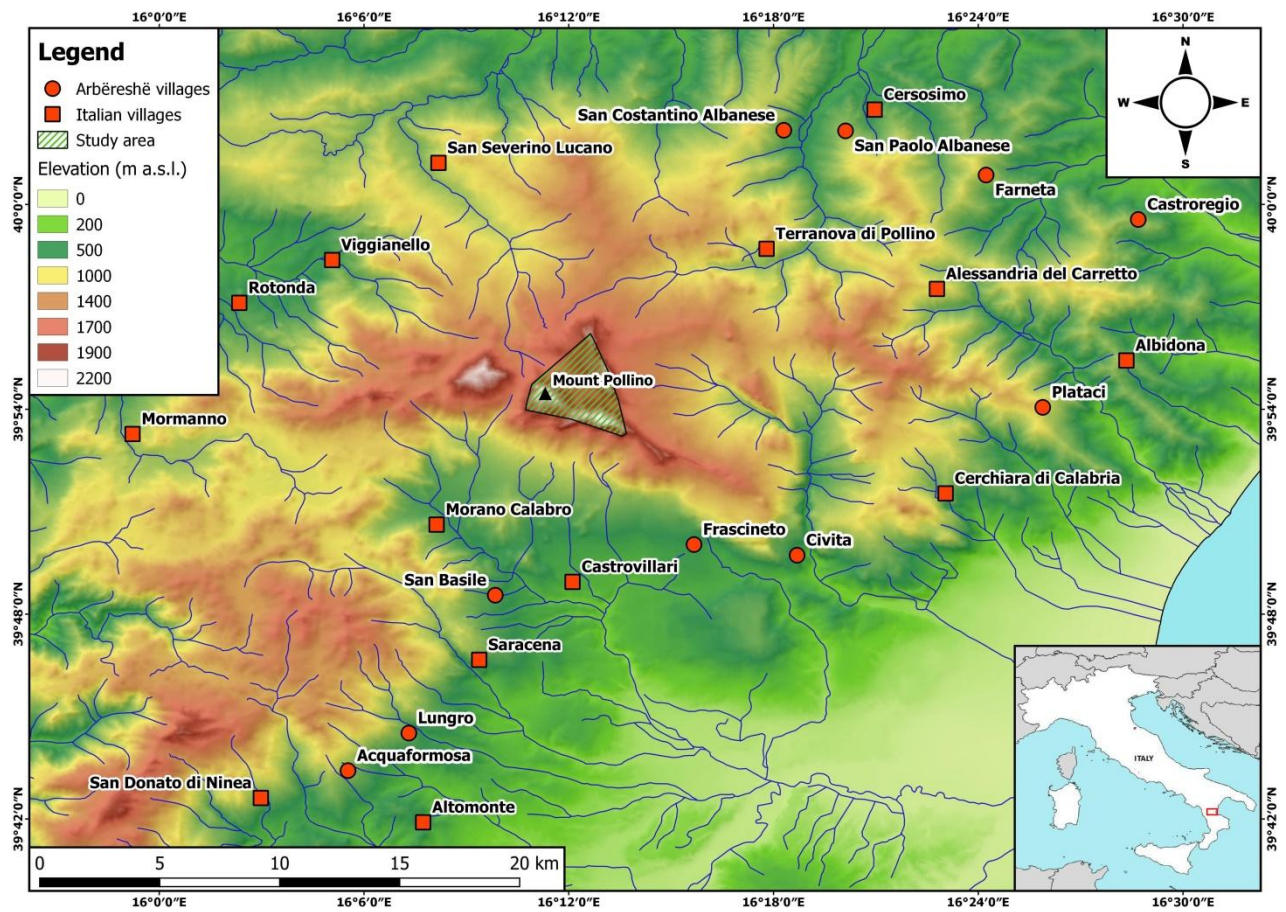 16°0'0"E
16°6'0"E
16°12'0"E
16°18'0"E
16°24'0"E
16°30'0"E
Legend
Arbëreshë villages
Italian villages
Study area
Elevation (m a.s.l.)
0
200
500
1000
1400
1700
1900
2200
N
W
E
S
Cersosimo
San Costantino Albanese
San Paolo Albanese
San Severino Lucano
Farneta
40°0'0"N
40°0'0"N
Castroregio
Viggianello
Terranova di Pollino
Alessandria del Carretto
Rotonda
Albidona
Mount Pollino
Plataci
39°54'0"N
39°54'0"N
Mormanno
Cerchiara di Calabria
Morano Calabro
Frascineto
Civita
Castrovillari
San Basile
39°48'0"N
39°48'0"N
Saracena
Lungro
Acquaformosa
San Donato di Ninea
Altomonte
39°42'0"N
39°42'0"N
ITALY
0
5
10
15
20 km
16°0'0"E
16°6'0"E
16°12'0"E
16°18'0"E
16°24'0"E
16°30'0"E